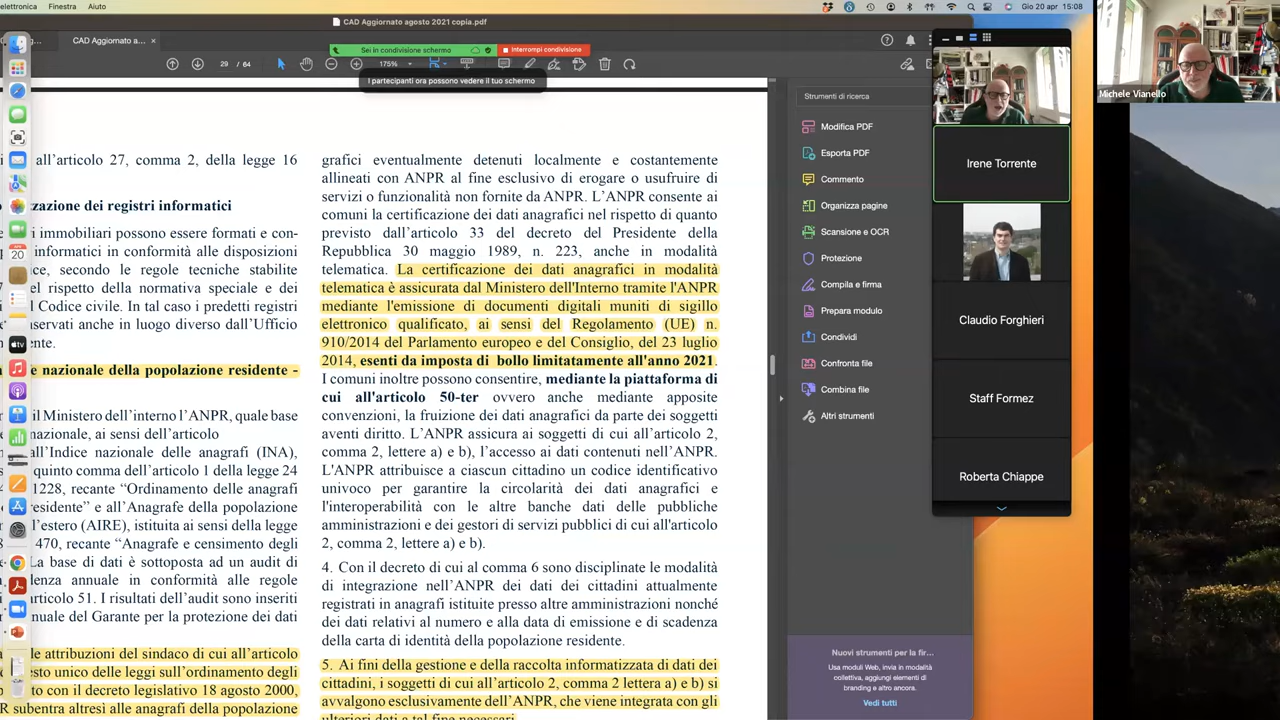 elettronica Finestra Aiuto
Gio 20 apr 15:08
CAD Aggiornato agosto 2021 copia.pdf
CAD Aggiornato a... ×
Sei in condivisione schermo
Interrompi condivisione
I partecipanti ora possono vedere il tuo schermo
29 / 64
175%
all’articolo 27, comma 2, della legge 16
zazione dei registri informatici
i immobiliari possono essere formati e con-
informatici in conformità alle disposizioni
ice, secondo le regole tecniche stabilite
el rispetto della normativa speciale e dei
l Codice civile. In tal caso i predetti registri
nservati anche in luogo diverso dall’Ufficio
ente.
e nazionale della popolazione residente -
il Ministero dell’interno l’ANPR, quale base
nazionale, ai sensi dell’articolo
all’Indice nazionale delle anagrafi (INA),
quinto comma dell’articolo 1 della legge 24
1228, recante “Ordinamento delle anagrafi
residente” e all’Anagrafe della popolazione
l’estero (AIRE), istituita ai sensi della legge
470, recante “Anagrafe e censimento degli
La base di dati è sottoposta ad un audit di
denza annuale in conformità alle regole
articolo 51. I risultati dell’audit sono inseriti
nuale del Garante per la protezione dei dati
le attribuzioni del sindaco di cui all’articolo
esto unico delle leggi sull’ordinamento degli
to con il decreto legislativo 18 agosto 2000,
R subentra altresì alle anagrafi della popolazione
grafici eventualmente detenuti localmente e costantemente
allineati con ANPR al fine esclusivo di erogare o usufruire di
servizi o funzionalità non fornite da ANPR. L’ANPR consente ai
comuni la certificazione dei dati anagrafici nel rispetto di quanto
previsto dall’articolo 33 del decreto del Presidente della
Repubblica 30 maggio 1989, n. 223, anche in modalità
telematica. La certificazione dei dati anagrafici in modalità
telematica è assicurata dal Ministero dell'Interno tramite l'ANPR
mediante l'emissione di documenti digitali muniti di sigillo
elettronico qualificato, ai sensi del Regolamento (UE) n.
910/2014 del Parlamento europeo e del Consiglio, del 23 luglio
2014, esenti da imposta di bollo limitatamente all'anno 2021.
I comuni inoltre possono consentire, mediante la piattaforma di
cui all'articolo 50-ter ovvero anche mediante apposite
convenzioni, la fruizione dei dati anagrafici da parte dei soggetti
aventi diritto. L’ANPR assicura ai soggetti di cui all’articolo 2,
comma 2, lettere a) e b), l’accesso ai dati contenuti nell’ANPR.
L'ANPR attribuisce a ciascun cittadino un codice identificativo
univoco per garantire la circolarità dei dati anagrafici e
l'interoperabilità con le altre banche dati delle pubbliche
amministrazioni e dei gestori di servizi pubblici di cui all'articolo
2, comma 2, lettere a) e b).
4. Con il decreto di cui al comma 6 sono disciplinate le modalità
di integrazione nell’ANPR dei dati dei cittadini attualmente
registrati in anagrafi istituite presso altre amministrazioni nonché
dei dati relativi al numero e alla data di emissione e di scadenza
della carta di identità della popolazione residente.
5. Ai fini della gestione e della raccolta informatizzata di dati dei
cittadini, i soggetti di cui all’articolo 2, comma 2 lettera a) e b) si
avvalgono esclusivamente dell’ANPR, che viene integrata con gli
ulteriori dati a tal fine necessari.
Strumenti di ricerca
Modifica PDF
Esporta PDF
Commento
Organizza pagine
Scansione e OCR
Protezione
Compila e firma
Prepara modulo
Condividi
Confronta file
Combina file
Altri strumenti
Nuovi strumenti per la fir...
Usa moduli Web, invia in modalità
collettiva, aggiungi elementi di
branding e altro ancora.
Vedi tutti
Irene Torrente
Claudio Forghieri
Staff Formez
Roberta Chiappe
Michele Vianello
APR
20
tv